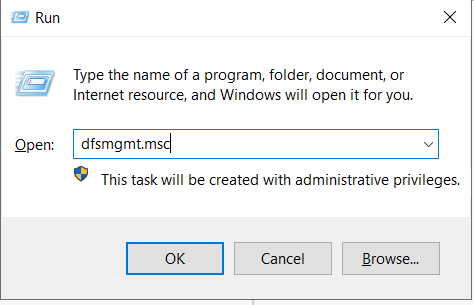 Run
Type the name of a program, folder, document, or
Internet resource, and Windows will open it for you.
Open: dfsmgmt.msc
This task will be created with administrative privileges.
OK Cancel Browse...